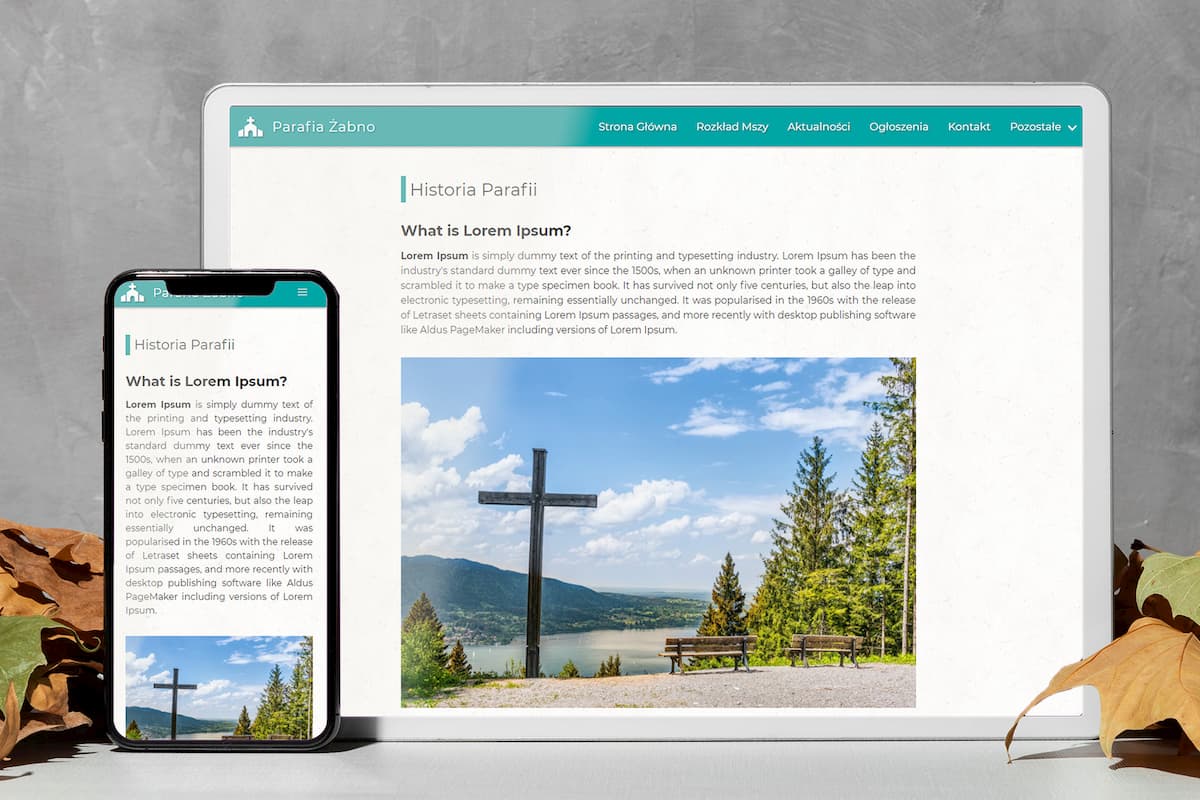 Parafia Żabno
Strona Główna Rozkład Mszy Aktualności Ogłoszenia Kontakt Pozostałe
Historia Parafii
What is Lorem Ipsum?
Lorem Ipsum is simply dummy text of the printing and typesetting industry. Lorem Ipsum has been the
industry's standard dummy text ever since the 1500s, when an unknown printer took a galley of type and
scrambled it to make a type specimen book. It has survived not only five centuries, but also the leap into
electronic typesetting, remaining essentially unchanged. It was popularised in the 1960s with the release
of Letraset sheets containing Lorem Ipsum passages, and more recently with desktop publishing software
like Aldus PageMaker including versions of Lorem Ipsum.
Parafia Żabno
Historia Parafii
What is Lorem Ipsum?
Lorem Ipsum is simply dummy text of
the printing and typesetting industry.
Lorem Ipsum has been the industry's
standard dummy text ever since the
1500s, when an unknown printer took a
galley of type and scrambled it to make
a type specimen book. It has survived
not only five centuries, but also the leap
into electronic typesetting, remaining
essentially unchanged. It was
popularised in the 1960s with the release
of Letraset sheets containing Lorem
Ipsum passages, and more recently with
desktop publishing software like Aldus
PageMaker including versions of Lorem
Ipsum.